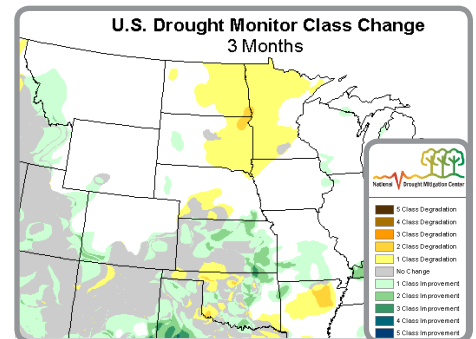 U.S. Drought Monitor Class Change
3 Months
National Drought Mitigation Center
5 Class Degradation
4 Class Degradation
3 Class Degradation
2 Class Degradation
1 Class Degradation
No Change
1 Class Improvement
2 Class Improvement
3 Class Improvement
4 Class Improvement
5 Class Improvement